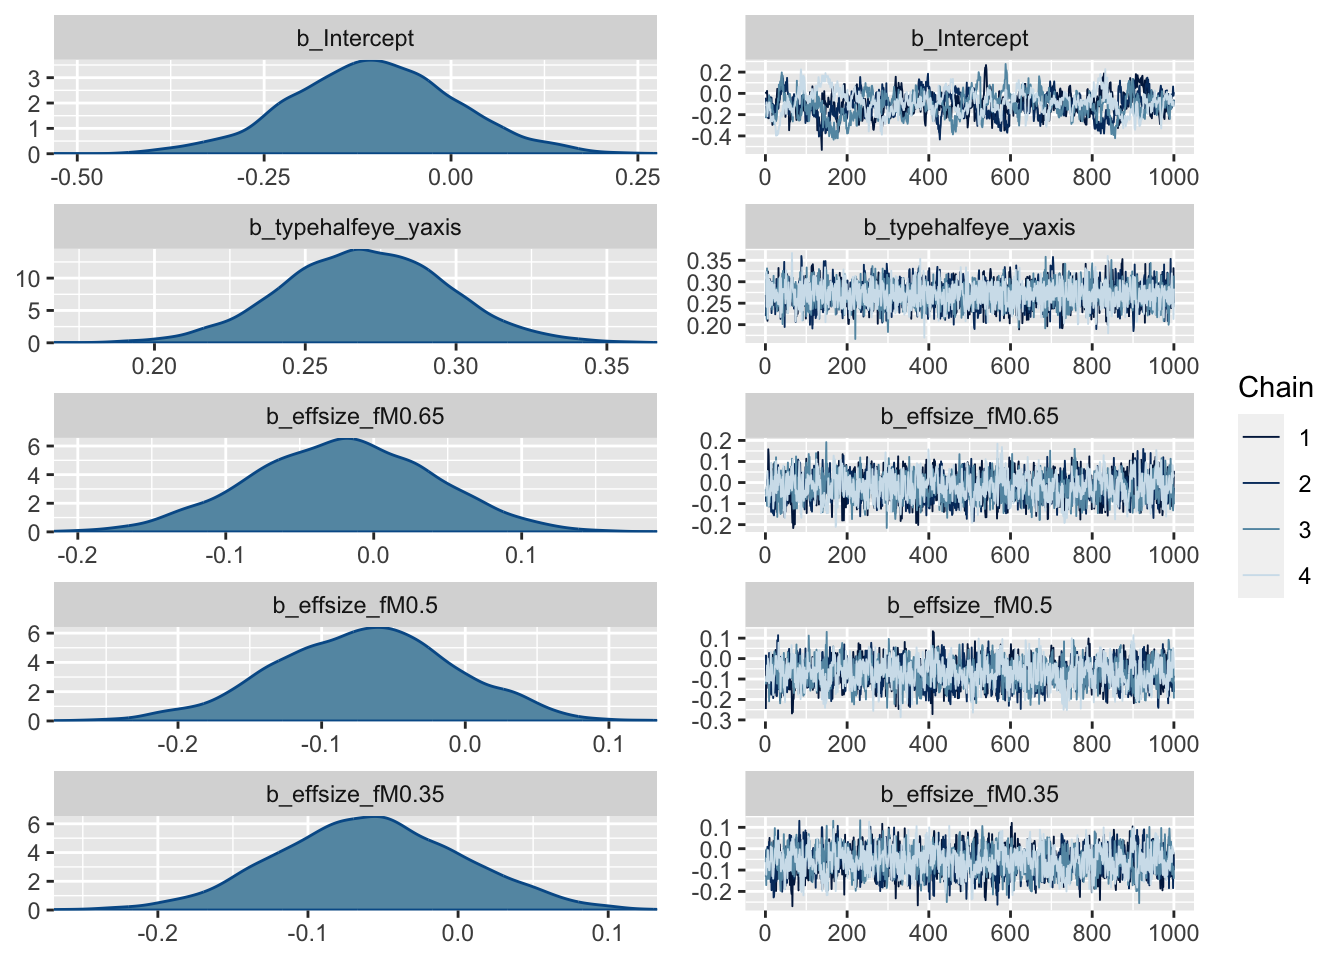 b_Intercept
3
2
1
0
-0.50 -0.25 0.00 0.25
b_Intercept
0.2
0.0
-0.2
-0.4
0 200 400 600 800 1000
b_typehalfeye_yaxis
10
5
0
0.20 0.25 0.30 0.35
b_typehalfeye_yaxis
0.35
0.30
0.25
0.20
0 200 400 600 800 1000
b_effsize_fM0.65
6
4
2
0
-0.2 -0.1 0.0 0.1
b_effsize_fM0.65
0.2
0.1
0.0
-0.1
-0.2
0 200 400 600 800 1000
b_effsize_fM0.5
6
4
2
0
-0.2 -0.1 0.0 0.1
b_effsize_fM0.5
0.1
0.0
-0.1
-0.2
-0.3
0 200 400 600 800 1000
b_effsize_fM0.35
6
4
2
0
-0.2 -0.1 0.0 0.1
b_effsize_fM0.35
0.1
0.0
-0.1
-0.2
0 200 400 600 800 1000
Chain
1
2
3
4